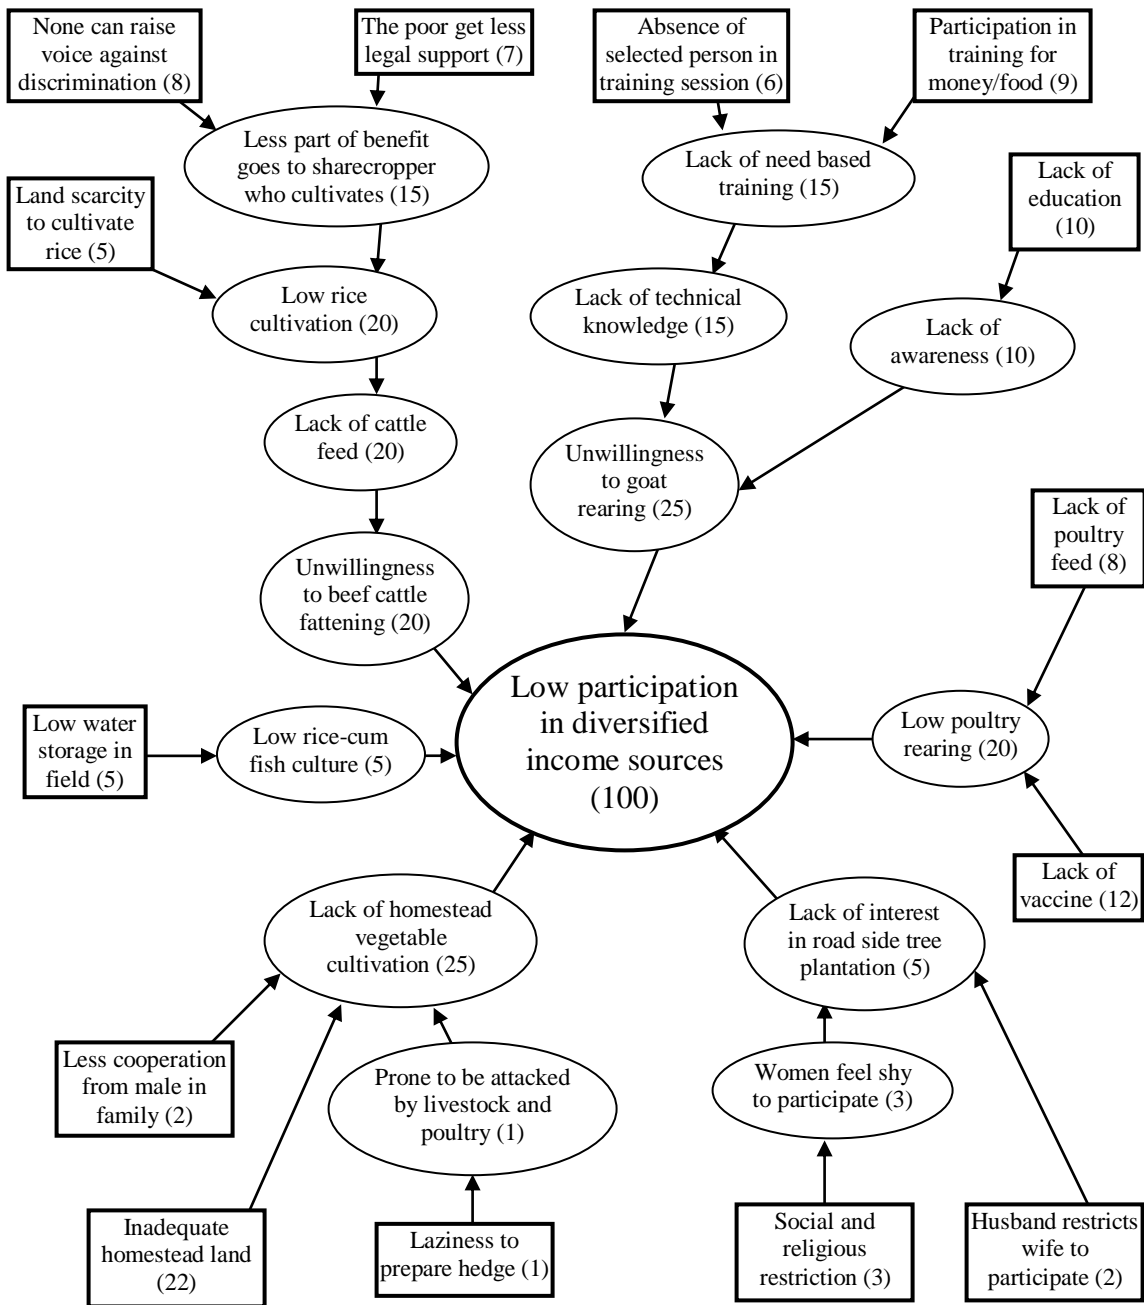 None can raise
voice against
discrimination (8)
The poor get less
legal support (7)
Absence of
selected person in
training session (6)
Participation in
training for
money/food (9)
Less part of benefit
goes to sharecropper
who cultivates (15)
Lack of need based
training (15)
Lack of
education
(10)
Land scarcity
to cultivate
rice (5)
Low rice
cultivation (20)
Lack of technical
knowledge (15)
Lack of
awareness (10)
Lack of cattle
feed (20)
Unwillingness
to goat
rearing (25)
Lack of
poultry
feed (8)
Unwillingness
to beef cattle
fattening (20)
Low participation
in diversified
income sources
(100)
Low water
storage in
field (5)
Low rice-cum
fish culture (5)
Low poultry
rearing (20)
Lack of
vaccine (12)
Lack of homestead
vegetable
cultivation (25)
Lack of interest
in road side tree
plantation (5)
Less cooperation
from male in
family (2)
Prone to be attacked
by livestock and
poultry (1)
Women feel shy
to participate (3)
Inadequate
homestead land
(22)
Laziness to
prepare hedge (1)
Social and
religious
restriction (3)
Husband restricts
wife to
participate (2)